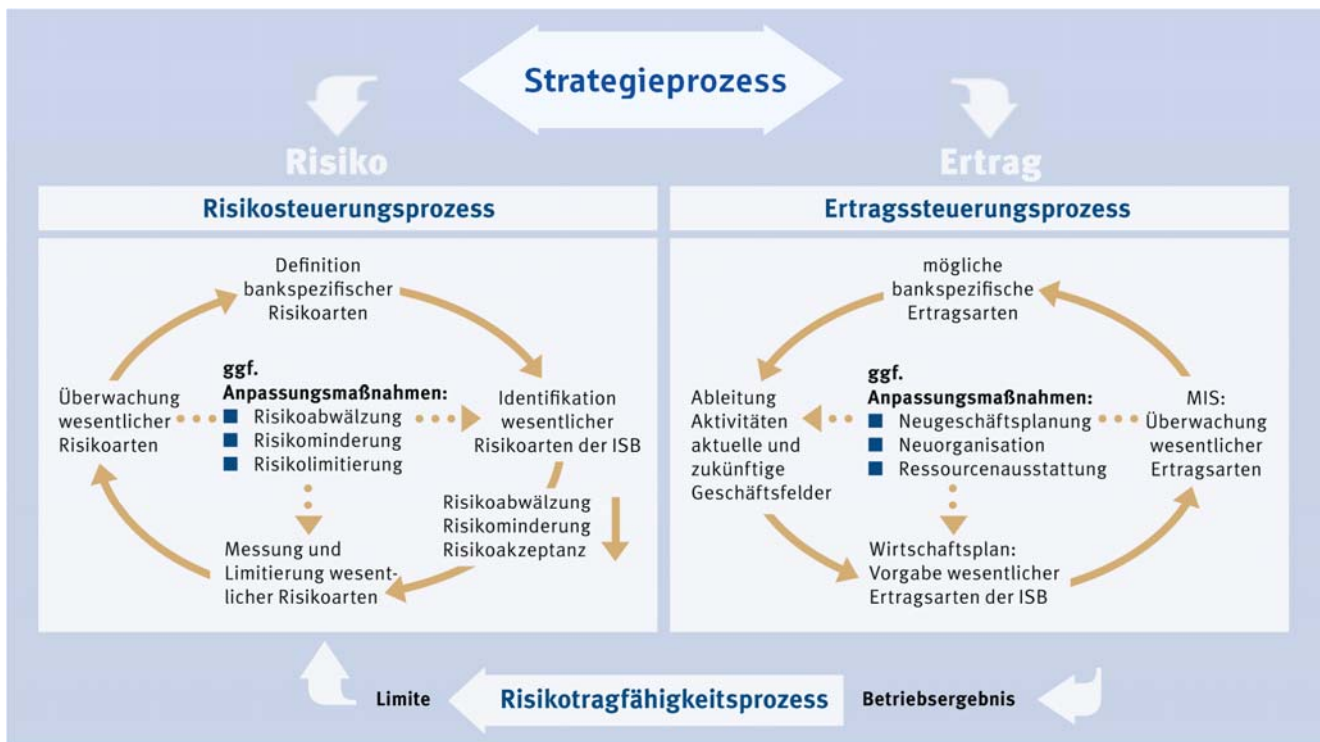 Strategieprozess
Risiko
Ertrag
Risikosteuerungsprozess
Definition
bankspezifischer
Risikoarten
ggf.
Anpassungsmaßnahmen:
Risikoabwälzung
Risikominderung
Risikolimitierung
Überwachung
wesentlicher
Risikoarten
Identifikation
wesentlicher
Risikoarten der ISB
Risikoabwälzung
Risikominderung
Risikoakzeptanz
Messung und
Limitierung wesent-
licher Risikoarten
Ertragssteuerungsprozess
mögliche
bankspezifische
Ertragsarten
ggf.
Anpassungsmaßnahmen:
Neugeschäftsplanung
Neuorganisation
Ressourcenausstattung
Ableitung
Aktivitäten
aktuelle und
zukünftige
Geschäftsfelder
MIS:
Überwachung
wesentlicher
Ertragsarten
Wirtschaftsplan:
Vorgabe wesentlicher
Ertragsarten der ISB
Limite
Risikotragfähigkeitsprozess
Betriebsergebnis